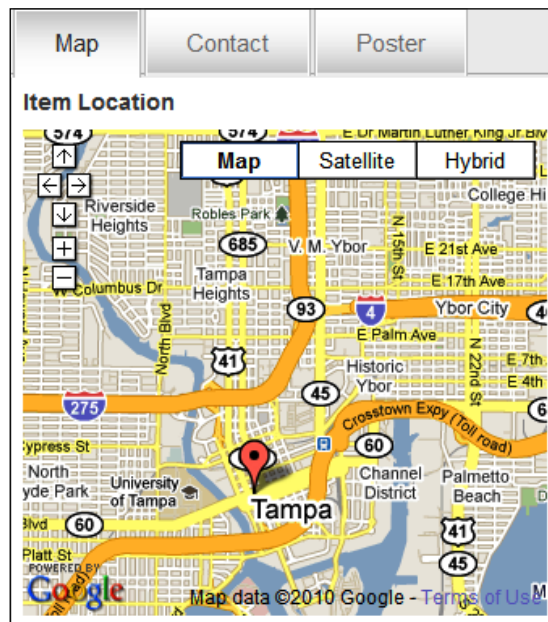 Map Contact Poster
Item Location
574 574 E Dr Martin Luther King Jr Blv
Map Satellite Hybrid
Riverside Heights
Robles Park
College Hi
N 15th St
685
V. M. Ybor
E 21st Ave
Tampa Heights
E 17th Ave
W Columbus Dr
93
4
Ybor City
North Blvd
E Palm Ave
N 22nd St
41
Historic Ybor
E 7th
E 4th
275
45
Crosstown Expy (Toll road)
ypress St
60
North
yde Park
University of Tampa
Channel District
Palmetto Beach
Tampa
Blvd
60
41
Platt St
45
POWERED BY
Google
Map data ©2010 Google - Terms of Use